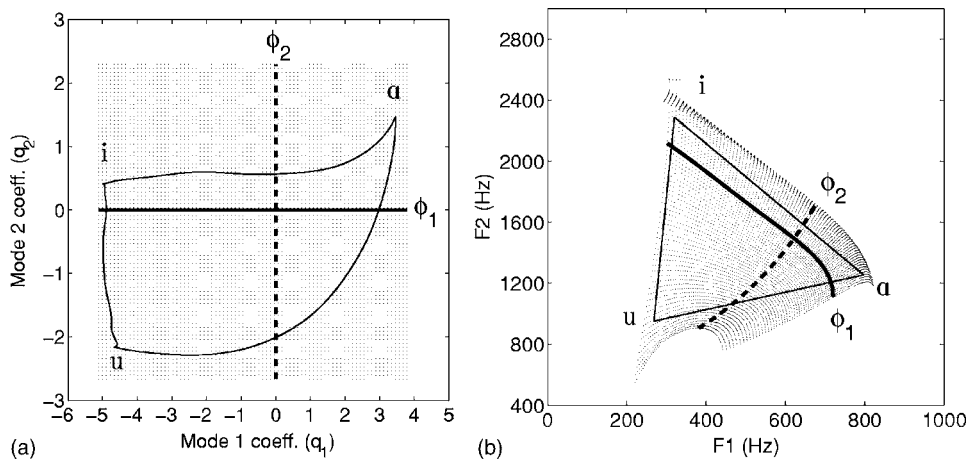 3
2
1
0
−1
−2
−3
Mode 2 coeff. (q2)
ϕ2
ɑ
i
ϕ1
u
−6 −5 −4 −3 −2 −1 0 1 2 3 4 5
Mode 1 coeff. (q1)
(a)
2800
2400
2000
1600
1200
800
400
F2 (Hz)
i
ϕ2
ɑ
u
ϕ1
0 200 400 600 800 1000
F1 (Hz)
(b)